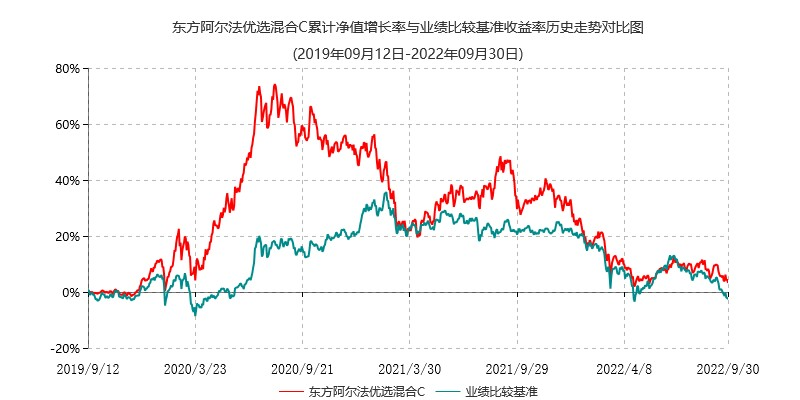 东方阿尔法优选混合C累计净值增长率与业绩比较基准收益率历史走势对比图
(2019年09月12日-2022年09月30日)
80%
60%
40%
20%
0%
-20%
2019/9/12 2020/3/23 2020/9/21 2021/3/30 2021/9/29 2022/4/8 2022/9/30
东方阿尔法优选混合C 业绩比较基准